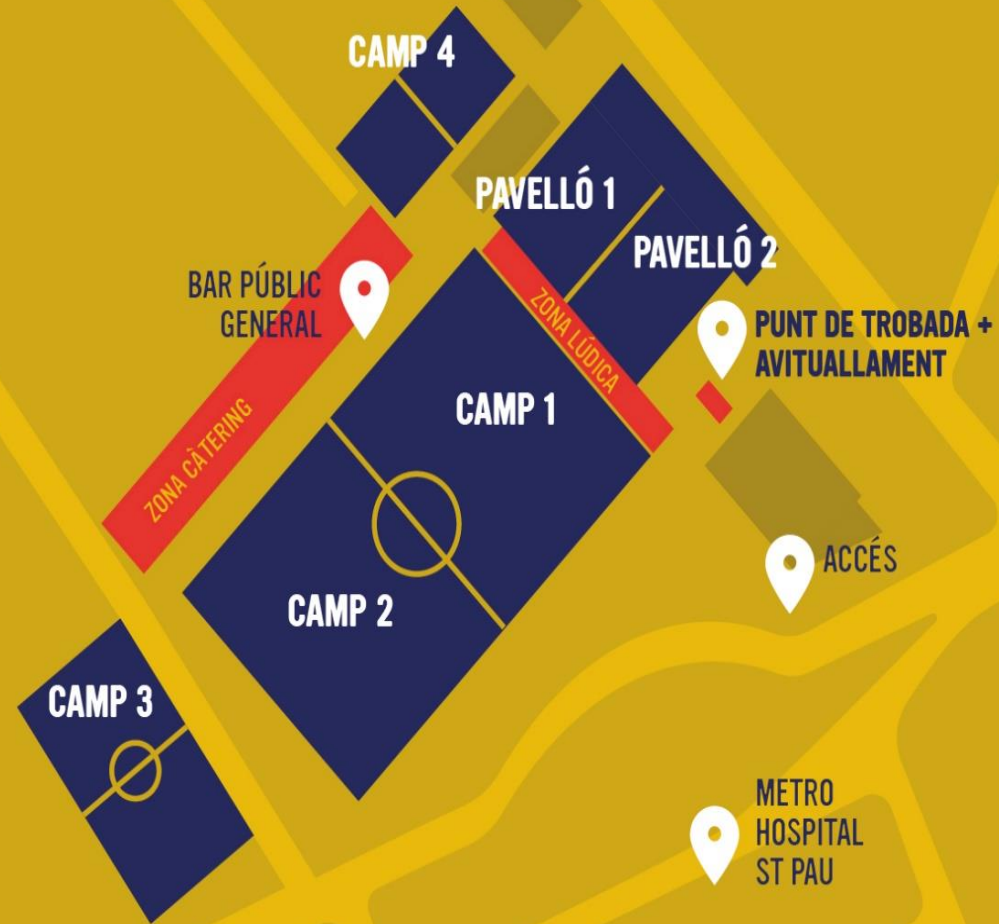 CAMP 4
PAVELLÓ 1
PAVELLÓ 2
BAR PÚBLIC
GENERAL
ZONA LÚDICA
PUNT DE TROBADA +
AVITUALLAMENT
CAMP 1
ZONA CÀTERING
ACCÉS
CAMP 2
CAMP 3
METRO
HOSPITAL
ST PAU